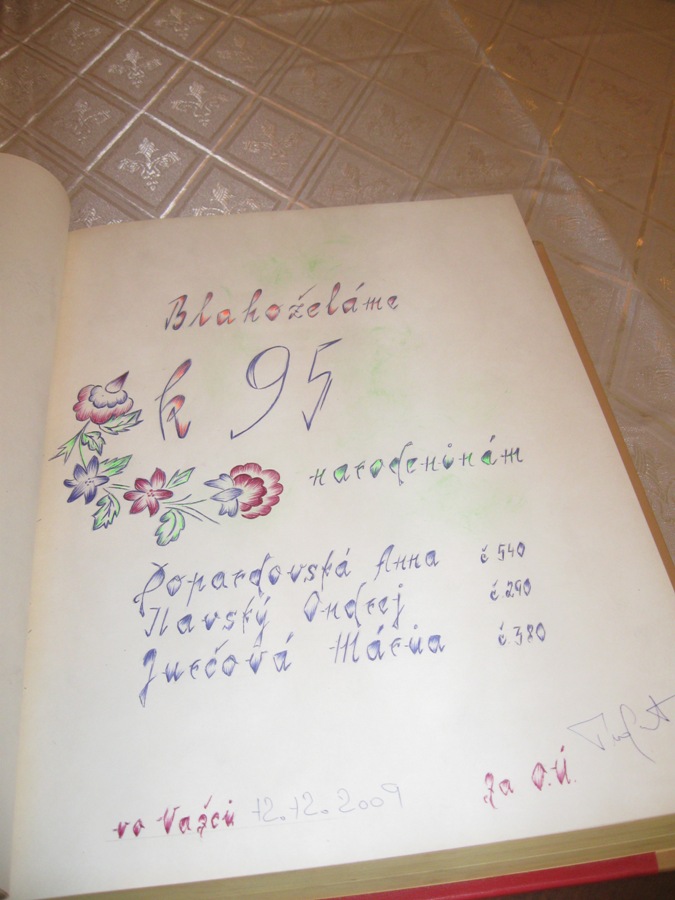 Blahoželáme
k 95
narodeninám
Popardovská Anna č 540
Ilavský Ondrej č 290
Jurčová Mária č 380
vo Važci 12.12.2009 Za O.Ú.